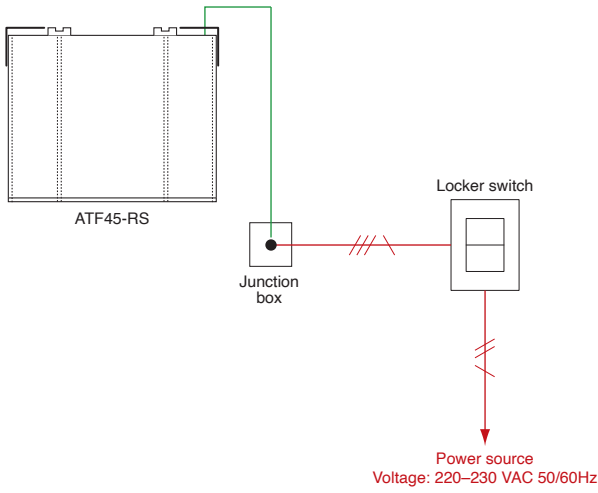 ATF45-RS
Locker switch
Junction
box
Power source
Voltage: 220–230 VAC 50/60Hz